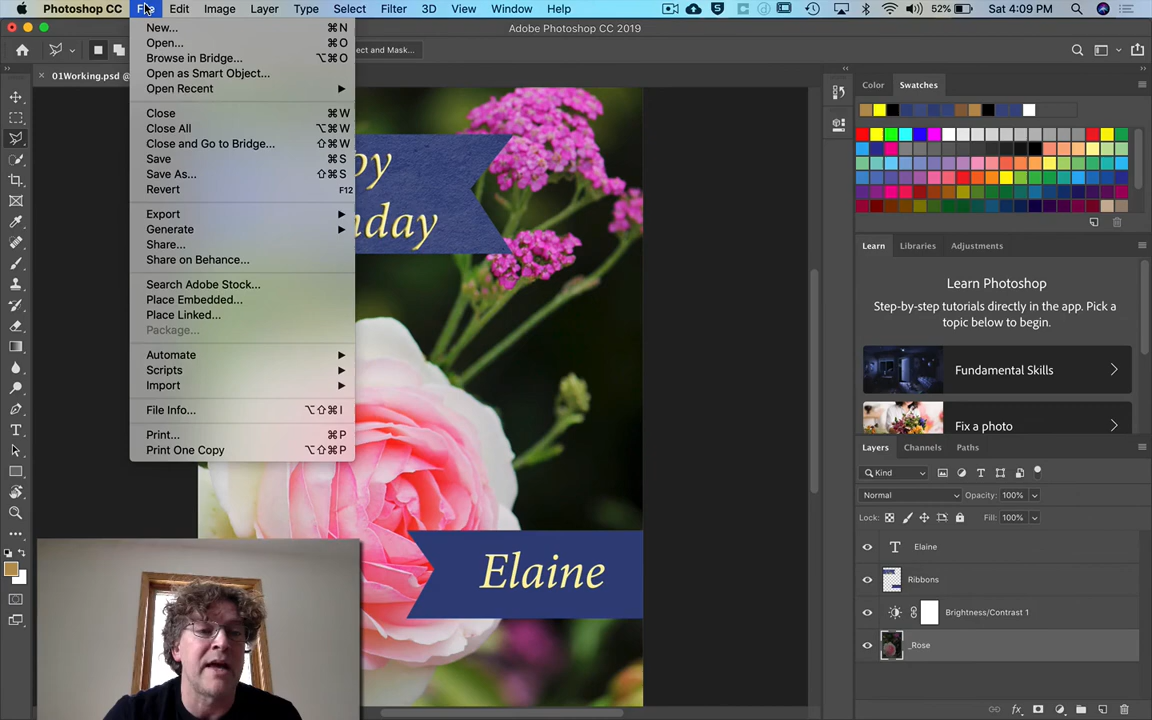 Photoshop CC File Edit Image Layer Type Select Filter 3D View Window Help 52% Sat 4:09 PM
Adobe Photoshop CC 2019
ect and Mask...
01Working.psd @
New... ⌘N
Open... ⌘O
Browse in Bridge... ⌥⌘O
Open as Smart Object...
Open Recent
Close ⌘W
Close All ⌥⌘W
Close and Go to Bridge... ⇧⌘W
Save ⌘S
Save As... ⇧⌘S
Revert F12
Export
Generate
Share...
Share on Behance...
Search Adobe Stock...
Place Embedded...
Place Linked...
Package...
Automate
Scripts
Import
File Info... ⌥⇧⌘I
Print... ⌘P
Print One Copy ⌥⇧⌘P
py
hday
Elaine
Color Swatches
Learn Libraries Adjustments
Learn Photoshop
Step-by-step tutorials directly in the app. Pick a
topic below to begin.
Fundamental Skills
Fix a photo
Layers Channels Paths
Kind
Normal Opacity: 100%
Lock: Fill: 100%
T Elaine
Ribbons
Brightness/Contrast 1
_Rose
fx